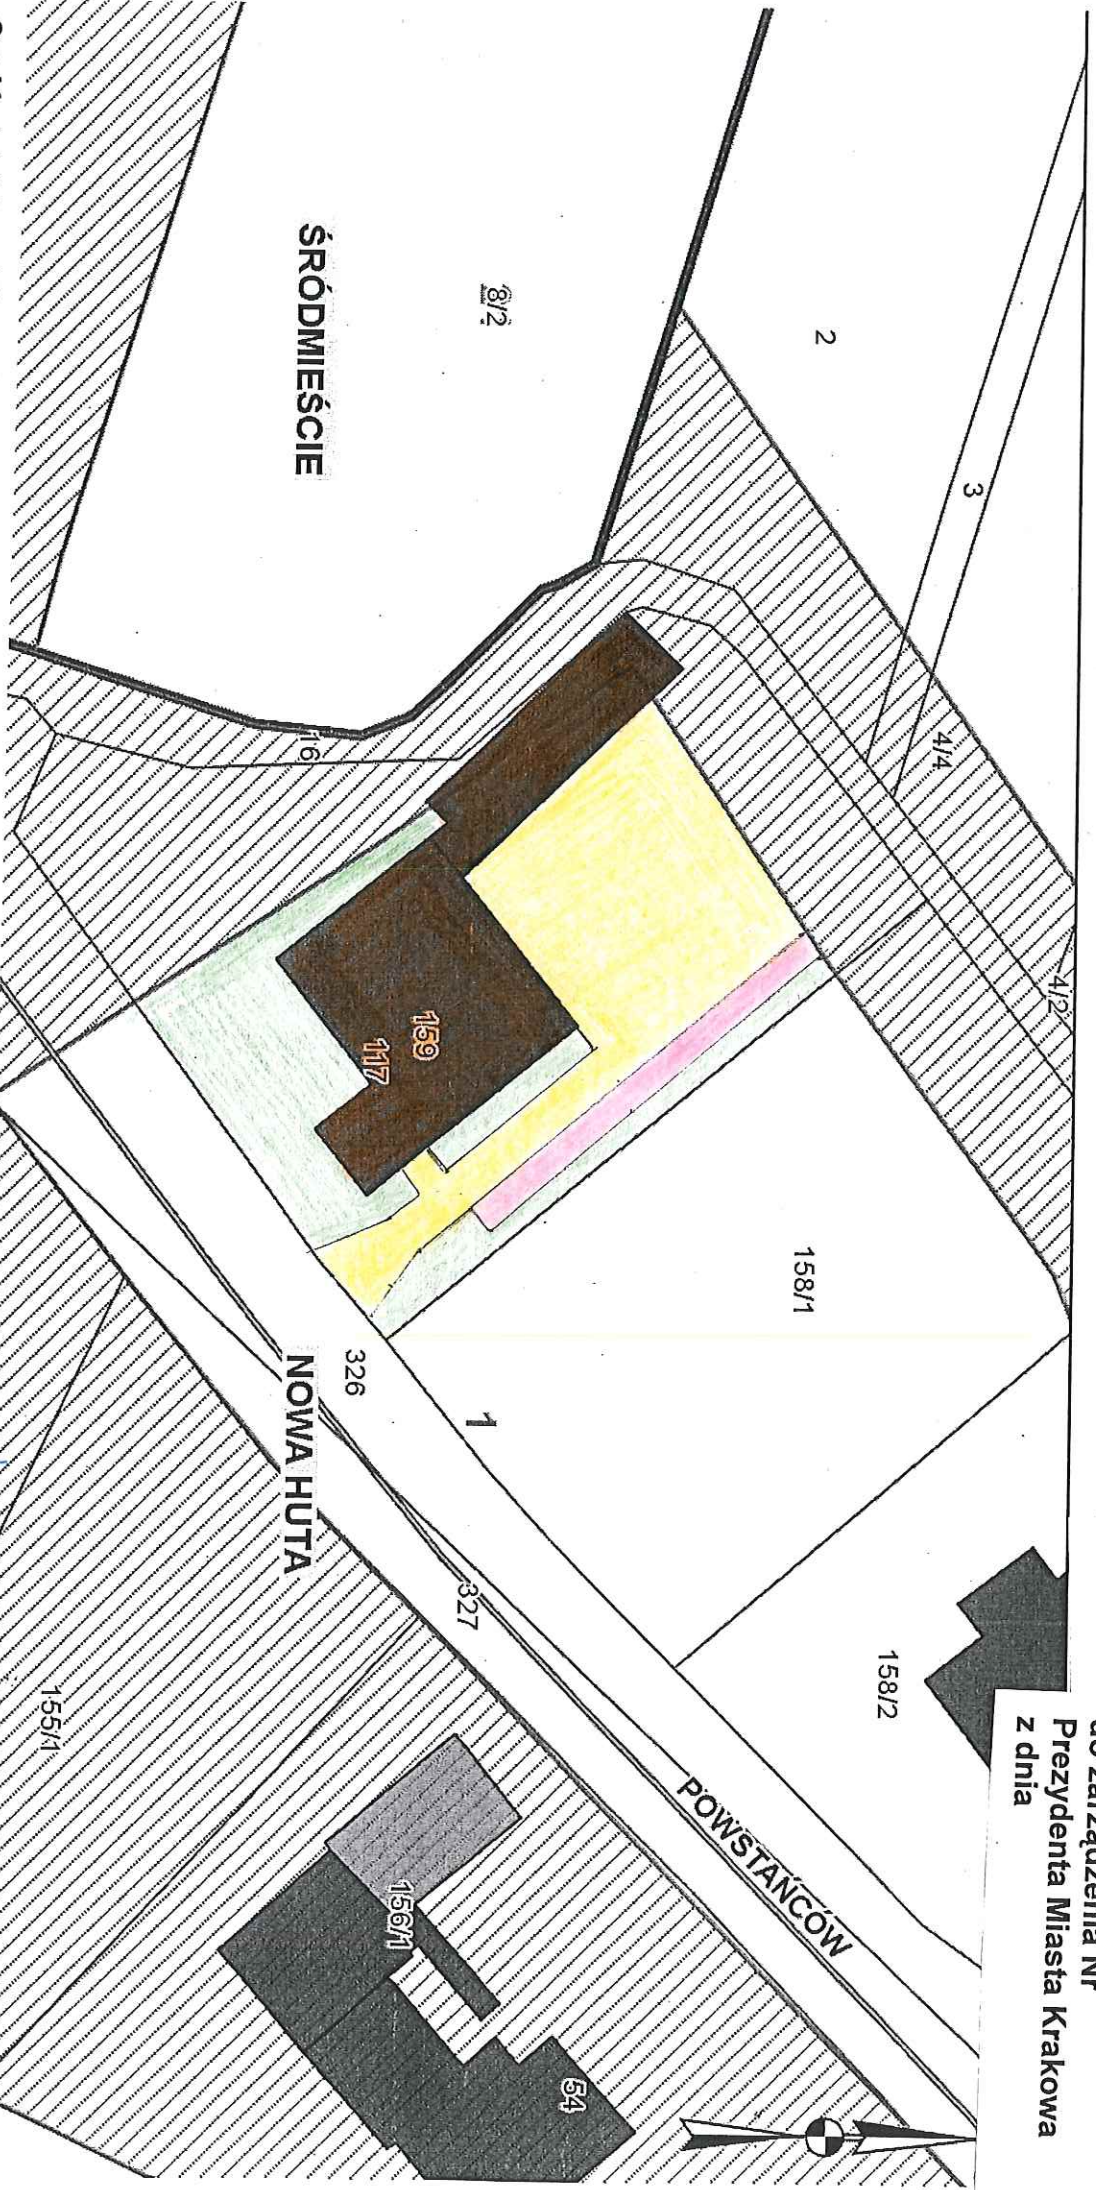 do zarządzenia Nr
Prezydenta Miasta Krakowa
z dnia
ŚRÓDMIEŚCIE
8/2
2
3
4/4
4/2
16
159
117
158/1
158/2
326
1
NOWA HUTA
327
POWSTAŃCÓW
155/1
156/1
54